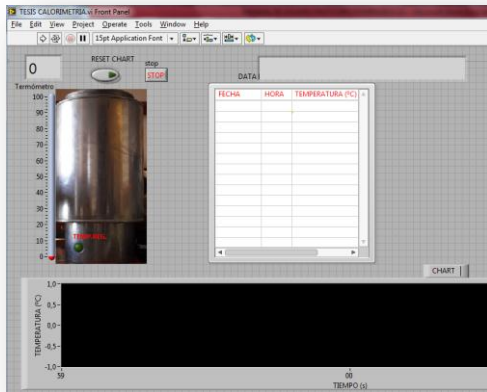 TESIS CALORIMETRIA.vi Front Panel
File Edit View Project Operate Tools Window Help
15pt Application Font
0
RESET CHART
stop
STOP
DATA
Termómetro
100
90
80
70
60
50
40
30
20
10
0
FECHA HORA TEMPERATURA (ºC)
CHART
TEMPERATURA (ºC)
1,0
0,5
0,0
-0,5
-1,0
59 00
TIEMPO (s)